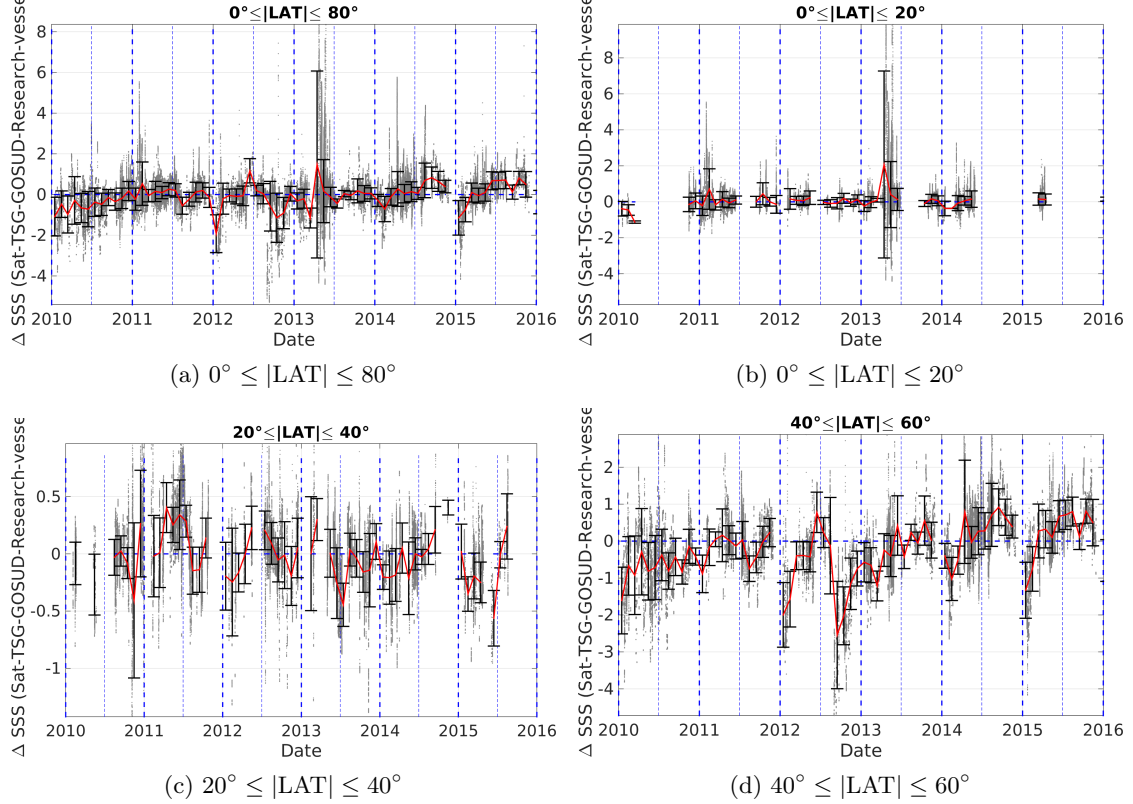 0°≤|LAT|≤ 80°
Δ SSS (Sat-TSG-GOSUD-Research-vesse
8
6
4
2
0
-2
-4
2010 2011 2012 2013 2014 2015 2016
Date
(a) 0° ≤ |LAT| ≤ 80°
0°≤|LAT|≤ 20°
Δ SSS (Sat-TSG-GOSUD-Research-vesse
8
6
4
2
0
-2
-4
2010 2011 2012 2013 2014 2015 2016
Date
(b) 0° ≤ |LAT| ≤ 20°
20°≤|LAT|≤ 40°
Δ SSS (Sat-TSG-GOSUD-Research-vesse
0.5
0
-0.5
-1
2010 2011 2012 2013 2014 2015 2016
Date
(c) 20° ≤ |LAT| ≤ 40°
40°≤|LAT|≤ 60°
Δ SSS (Sat-TSG-GOSUD-Research-vesse
2
1
0
-1
-2
-3
-4
2010 2011 2012 2013 2014 2015 2016
Date
(d) 40° ≤ |LAT| ≤ 60°